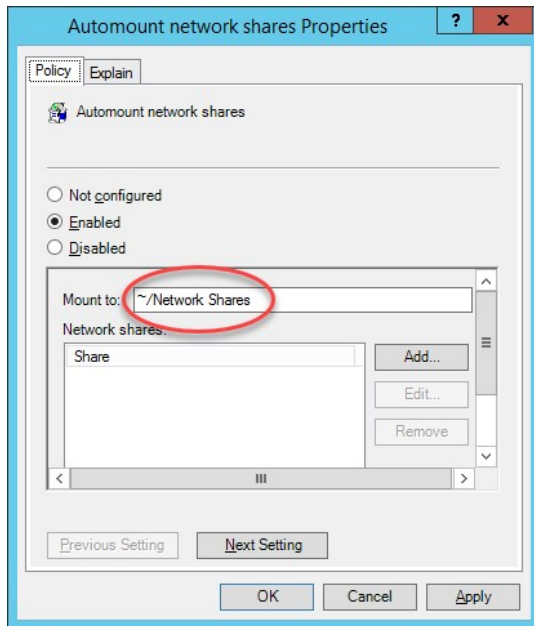 Automount network shares Properties
? x
Policy Explain
Automount network shares
Not configured
Enabled
Disabled
Mount to: ~/Network Shares
Network shares:
Share
Add...
Edit...
Remove
Previous Setting Next Setting
OK Cancel Apply